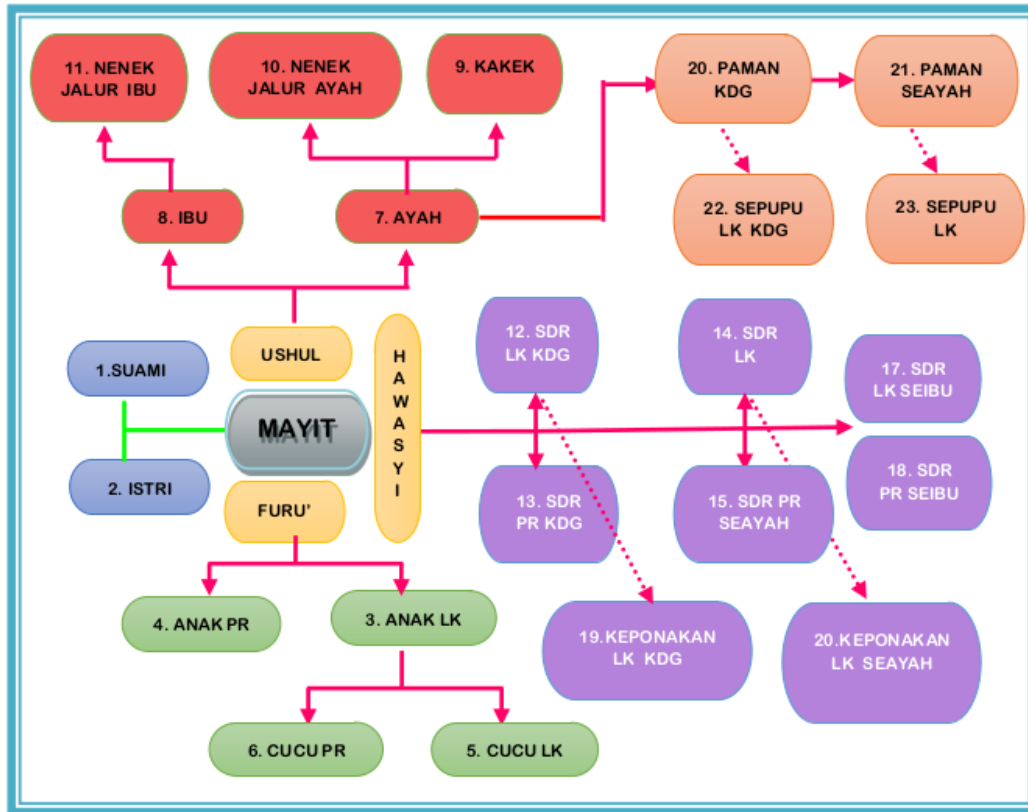 11. NENEK
JALUR IBU
10. NENEK
JALUR AYAH
9. KAKEK
20. PAMAN
KDG
21. PAMAN
SEAYAH
8. IBU
7. AYAH
22. SEPUPU
LK KDG
23. SEPUPU
LK
USHUL
HAWASYI
12. SDR
LK KDG
14. SDR
LK
17. SDR
LK SEIBU
1.SUAMI
MAYIT
2. ISTRI
FURU’
13. SDR
PR KDG
15. SDR PR
SEAYAH
18. SDR
PR SEIBU
4. ANAK PR
3. ANAK LK
19.KEPONAKAN
LK KDG
20.KEPONAKAN
LK SEAYAH
6. CUCU PR
5. CUCU LK